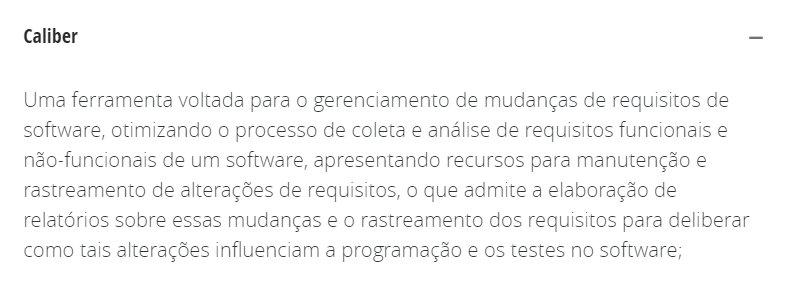 Caliber
Uma ferramenta voltada para o gerenciamento de mudanças de requisitos de
software, otimizando o processo de coleta e análise de requisitos funcionais e
não-funcionais de um software, apresentando recursos para manutenção e
rastreamento de alterações de requisitos, o que admite a elaboração de
relatórios sobre essas mudanças e o rastreamento dos requisitos para deliberar
como tais alterações influenciam a programação e os testes no software;